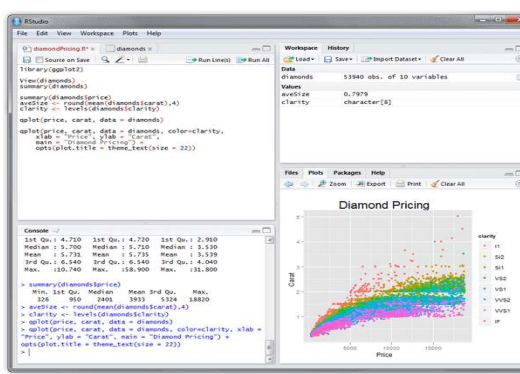 RStudio
File Edit View Workspace Plots Help
diamondPricing.R* × diamonds ×
Source on Save Run Line(s) Run All
library(ggplot2)
View(diamonds)
summary(diamonds)
summary(diamonds$price)
aveSize <- round(mean(diamonds$carat),4)
clarity <- levels(diamonds$clarity)
qplot(price, carat, data = diamonds)
qplot(price, carat, data = diamonds, color=clarity,
xlab = "Price", ylab = "Carat",
main = "Diamond Pricing") +
opts(plot.title = theme_text(size = 22))
Console ~/
1st Qu.: 4.710 1st Qu.: 4.720 1st Qu.: 2.910
Median : 5.700 Median : 5.710 Median : 3.530
Mean : 5.731 Mean : 5.735 Mean : 3.539
3rd Qu.: 6.540 3rd Qu.: 6.540 3rd Qu.: 4.040
Max. :10.740 Max. :58.900 Max. :31.800
> summary(diamonds$price)
Min. 1st Qu. Median Mean 3rd Qu. Max.
326 950 2401 3933 5324 18820
> aveSize <- round(mean(diamonds$carat),4)
> clarity <- levels(diamonds$clarity)
> qplot(price, carat, data = diamonds)
> qplot(price, carat, data = diamonds, color=clarity, xlab =
"Price", ylab = "Carat", main = "Diamond Pricing") +
opts(plot.title = theme_text(size = 22))
>
Workspace History
Load Save Import Dataset Clear All
Data
diamonds 53940 obs. of 10 variables
Values
aveSize 0.7979
clarity character[8]
Files Plots Packages Help
Zoom Export Print Clear All
Diamond Pricing
Carat
5
4
3
2
1
5000 10000 15000
Price
clarity
I1
SI2
SI1
VS2
VS1
VVS2
VVS1
IF